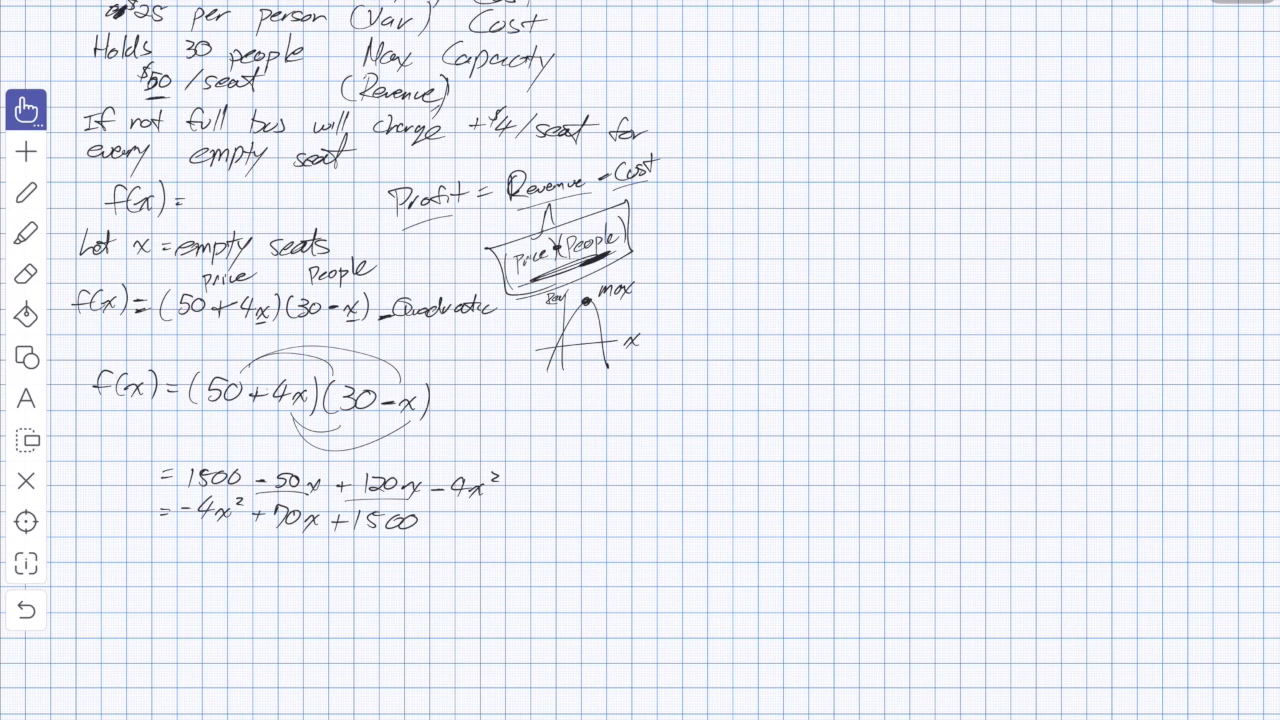 $25 per person (Var) Cost
Holds 30 people Max Capacity
$50 /seat (Revenue)
If not full bus will charge +$4/seat for
every empty seat
f(x) = Profit = Revenue - Cost
(Price)(People)
Let x = empty seats
price people
f(x) = (50 + 4x)(30 - x) - Quadratic
Rev max
x
f(x) = (50 + 4x)(30 - x)
= 1500 - 50x + 120x - 4x²
= -4x² + 70x + 1500
A